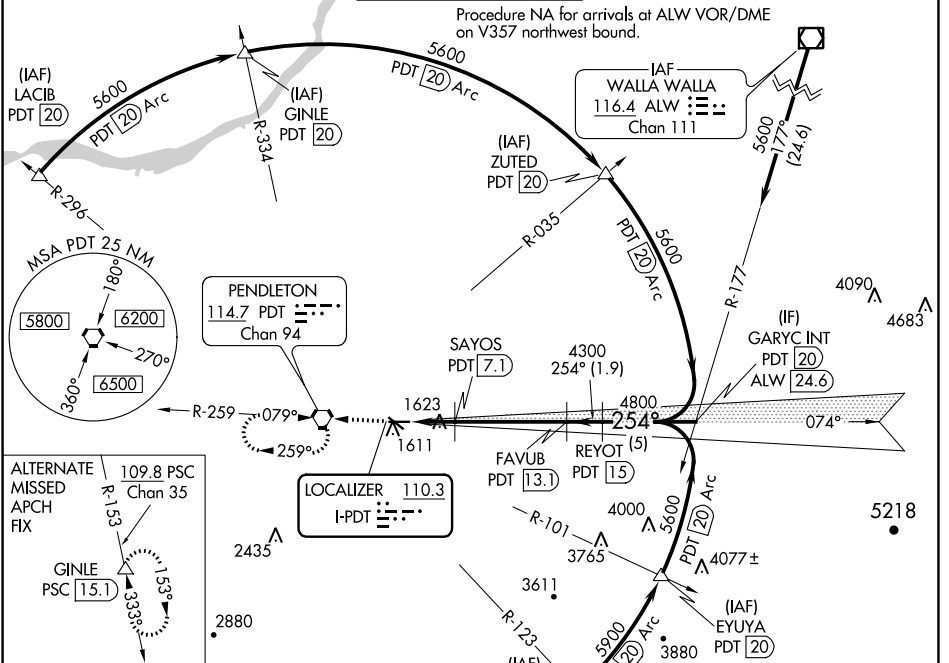 Procedure NA for arrivals at ALW VOR/DME
on V357 northwest bound.
(IAF)
LACIB
PDT 20
5600
PDT 20 Arc
(IAF)
GINLE
PDT 20
R-334
5600
PDT 20 Arc
IAF
WALLA WALLA
116.4 ALW
Chan 111
5600
177°
(24.6)
(IAF)
ZUTED
PDT 20
R-296
R-035
5600
PDT 20 Arc
R-177
MSA PDT 25 NM
180°
5800
6200
270°
360°
6500
PENDLETON
114.7 PDT
Chan 94
4090
4683
(IF)
GARYC INT
PDT 20
ALW 24.6
SAYOS
PDT 7.1
4300
254° (1.9)
R-259
079°
259°
1623
1611
4800
254°
(5)
074°
FAVUB
PDT 13.1
REYOT
PDT 15
LOCALIZER 110.3
I-PDT
ALTERNATE
MISSED
APCH
FIX
109.8 PSC
Chan 35
R-153
GINLE
PSC 15.1
153°
333°
2435
2880
R-101
4000
3765
5600
PDT 20 Arc
4077±
5218
3611
R-123
(IAF)
EYUYA
PDT 20
5900
20 Arc
3880
(IAF)